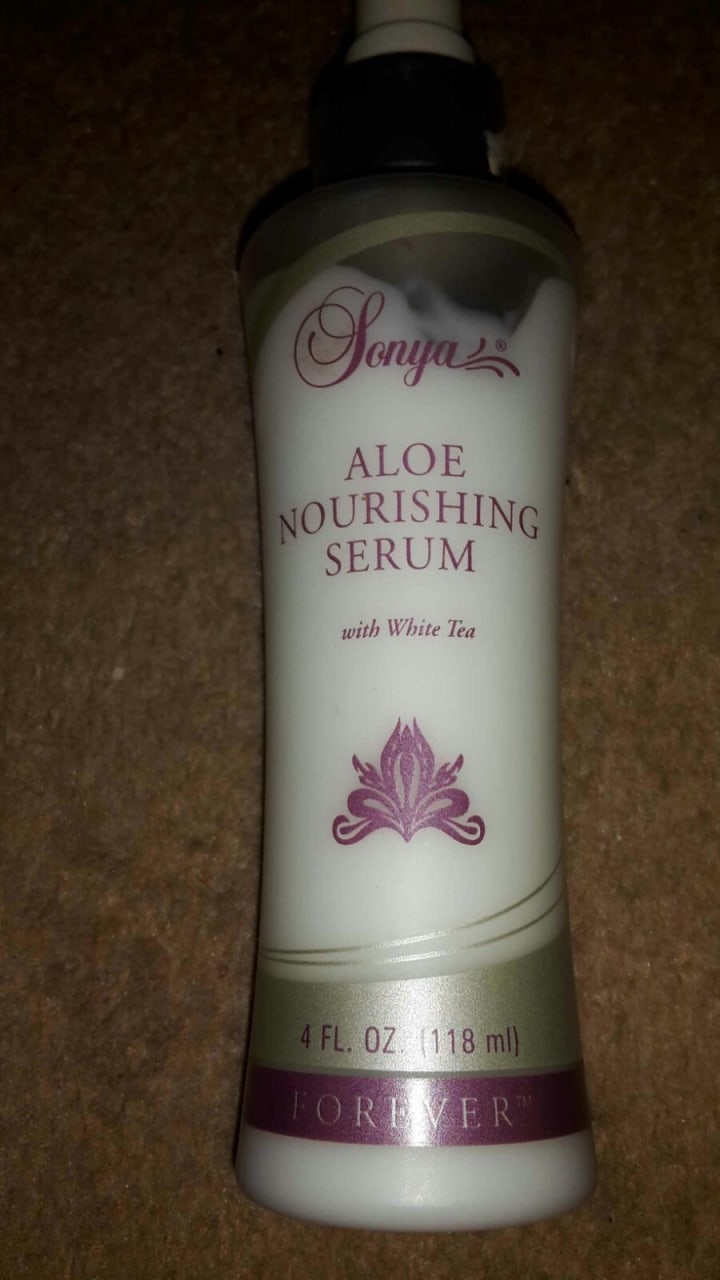 Sonya®
ALOE
NOURISHING
SERUM
with White Tea
4 FL. OZ. (118 ml)
FOREVER™